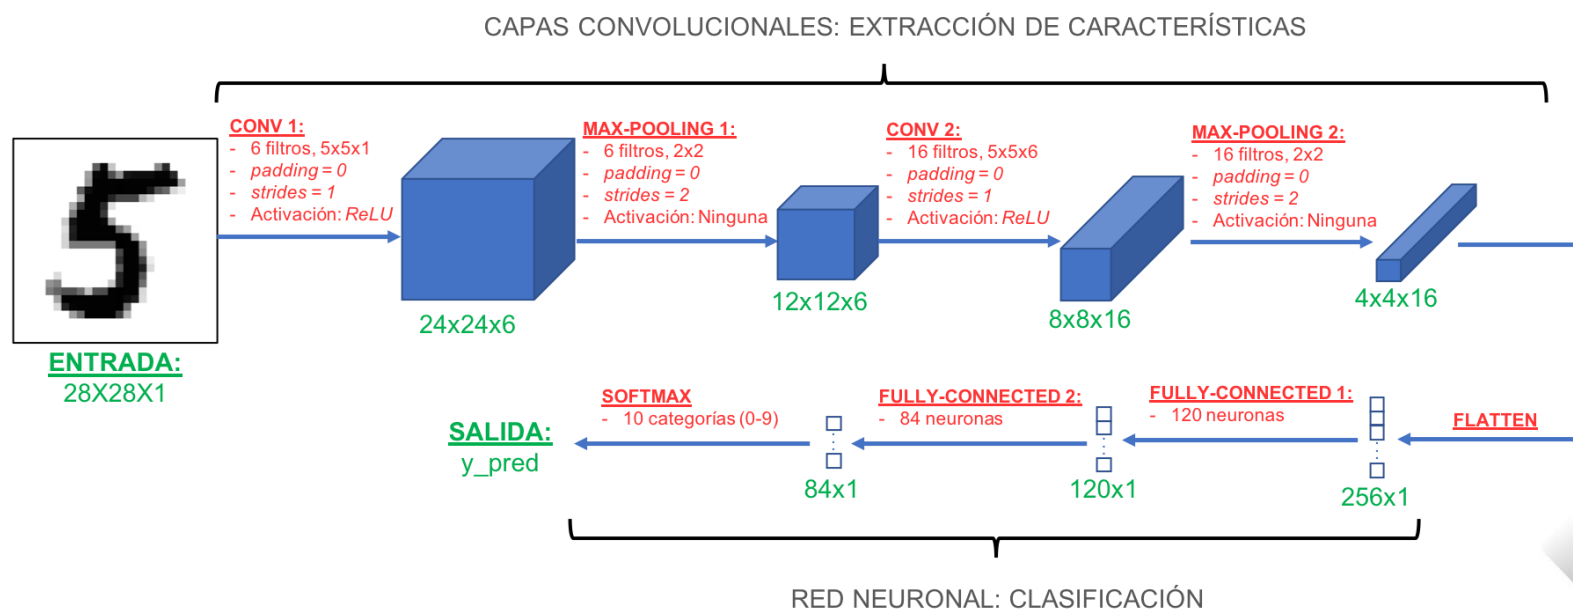 CAPAS CONVOLUCIONALES: EXTRACCIÓN DE CARACTERÍSTICAS
CONV 1:
- 6 filtros, 5x5x1
- padding = 0
- strides = 1
- Activación: ReLU
MAX-POOLING 1:
- 6 filtros, 2x2
- padding = 0
- strides = 2
- Activación: Ninguna
CONV 2:
- 16 filtros, 5x5x6
- padding = 0
- strides = 1
- Activación: ReLU
MAX-POOLING 2:
- 16 filtros, 2x2
- padding = 0
- strides = 2
- Activación: Ninguna
5
ENTRADA:
28X28X1
24x24x6
12x12x6
8x8x16
4x4x16
FLATTEN
256x1
FULLY-CONNECTED 1:
- 120 neuronas
120x1
FULLY-CONNECTED 2:
- 84 neuronas
84x1
SOFTMAX
- 10 categorías (0-9)
SALIDA:
y_pred
RED NEURONAL: CLASIFICACIÓN